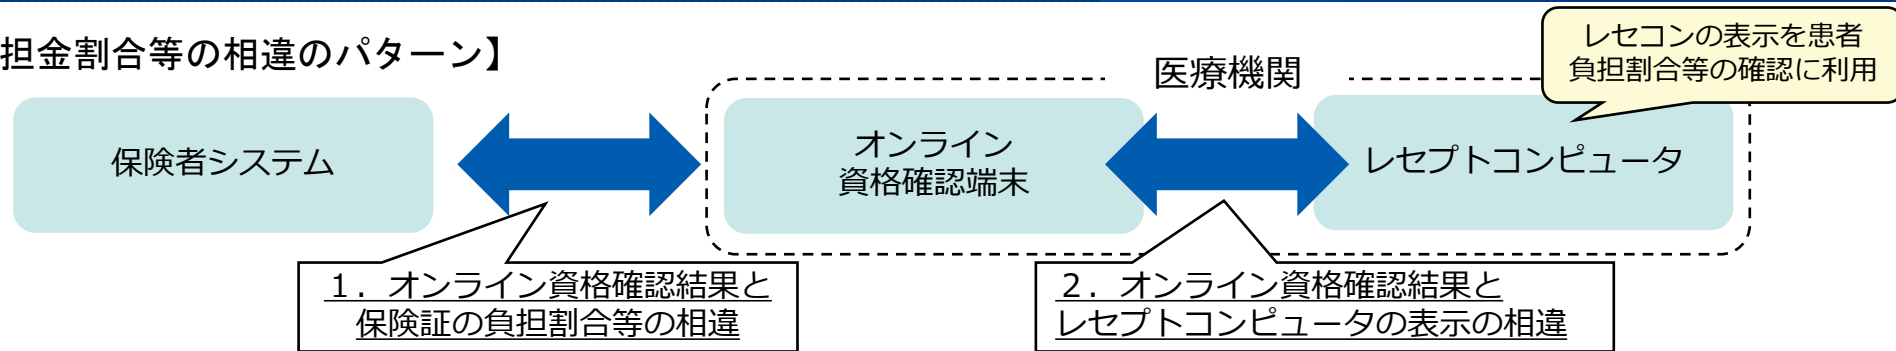 担金割合等の相違のパターン】
レセコンの表示を患者
負担割合等の確認に利用
医療機関
保険者システム
オンライン
資格確認端末
レセプトコンピュータ
１．オンライン資格確認結果と
保険証の負担割合等の相違
２．オンライン資格確認結果と
レセプトコンピュータの表示の相違